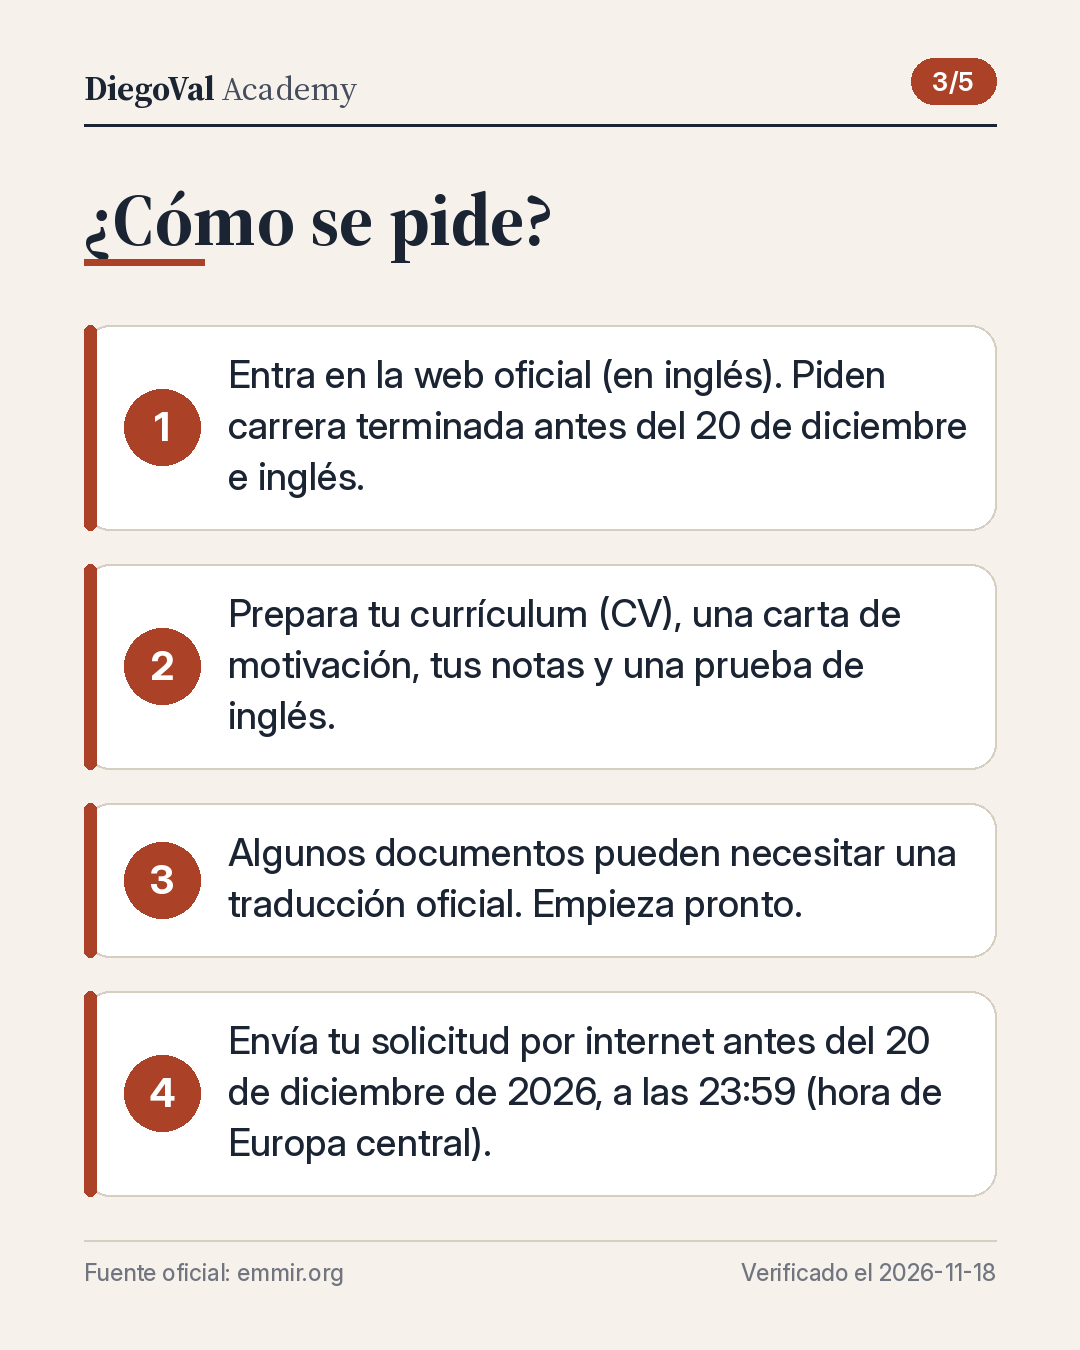 DiegoVal Academy
3/5
¿Cómo se pide?
1
Entra en la web oficial (en inglés). Piden
carrera terminada antes del 20 de diciembre
e inglés.
2
Prepara tu currículum (CV), una carta de
motivación, tus notas y una prueba de
inglés.
3
Algunos documentos pueden necesitar una
traducción oficial. Empieza pronto.
4
Envía tu solicitud por internet antes del 20
de diciembre de 2026, a las 23:59 (hora de
Europa central).
Fuente oficial: emmir.org
Verificado el 2026-11-18